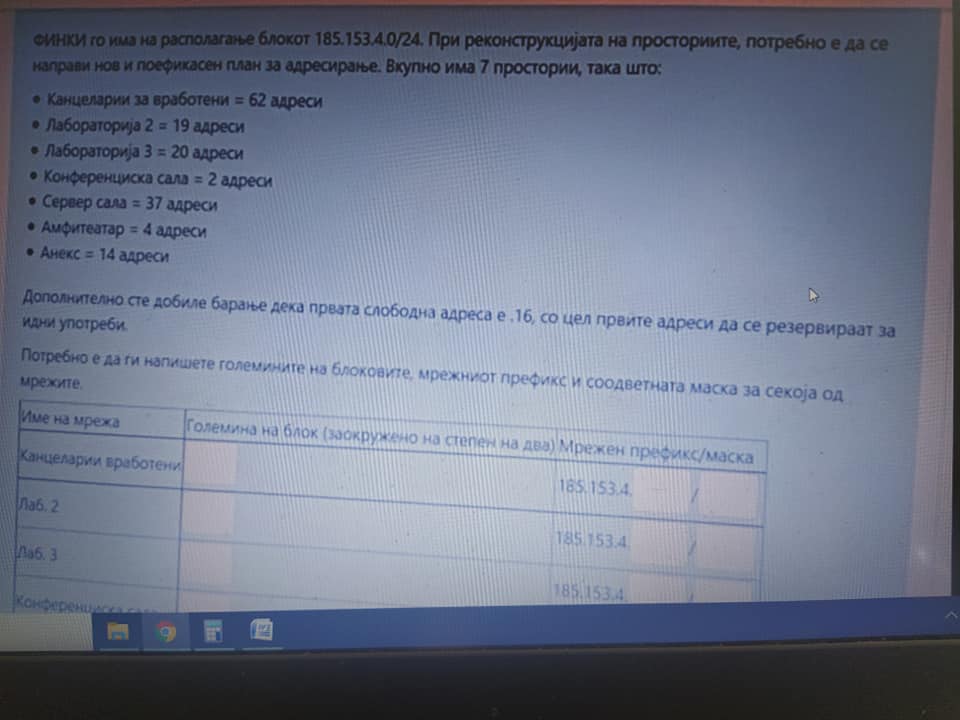 ФИНКИ го има на располагање блокот 185.153.4.0/24. При реконструкцијата на просториите, потребно е да се
направи нов и поефикасен план за адресирање. Вкупно има 7 простории, така што:
• Канцеларии за вработени = 62 адреси
• Лабораторија 2 = 19 адреси
• Лабораторија 3 = 20 адреси
• Конференциска сала = 2 адреси
• Сервер сала = 37 адреси
• Амфитеатар = 4 адреси
• Анекс = 14 адреси
Дополнително сте добиле барање дека првата слободна адреса е .16, со цел првите адреси да се резервираат за
идни употреби.
Потребно е да ги напишете големините на блоковите, мрежниот префикс и соодветната маска за секоја од
мрежите.
Име на мрежа Големина на блок (заокружено на степен на два) Мрежен префикс/маска
Канцеларии вработени 185.153.4. /
Лаб. 2 185.153.4. /
Лаб. 3 185.153.4. /
Конференциска